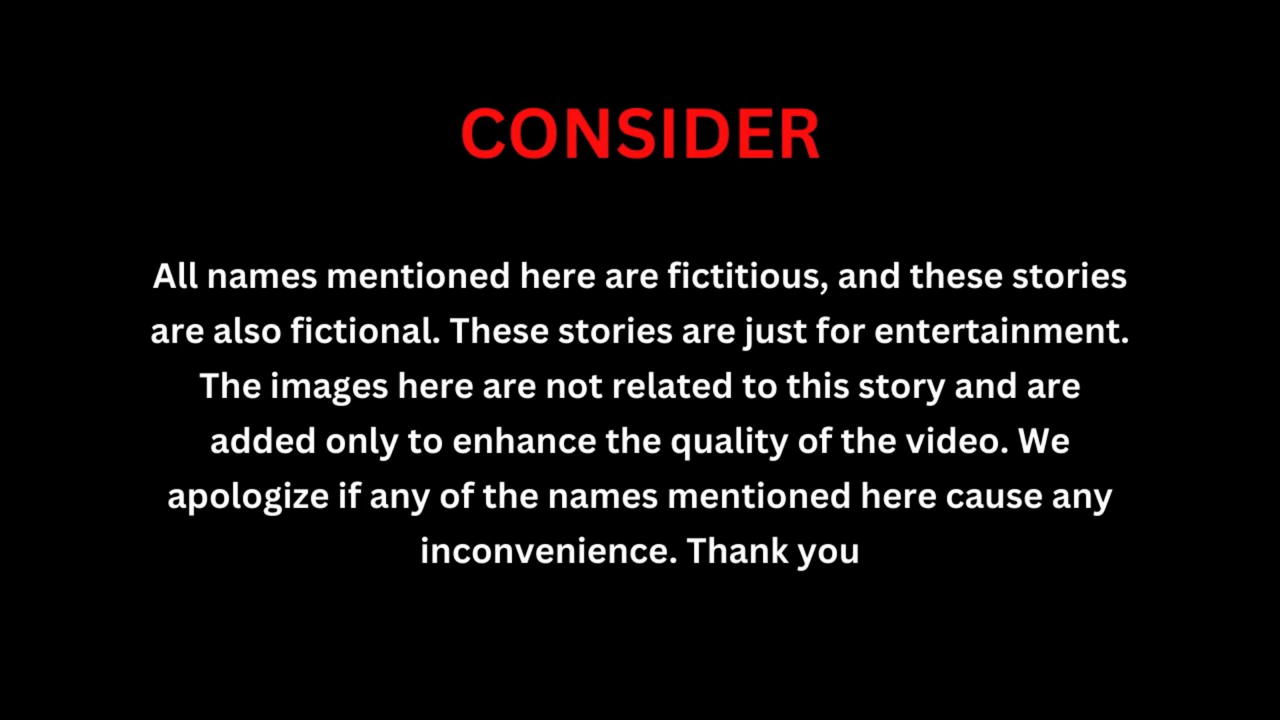 CONSIDER
All names mentioned here are fictitious, and these stories
are also fictional. These stories are just for entertainment.
The images here are not related to this story and are
added only to enhance the quality of the video. We
apologize if any of the names mentioned here cause any
inconvenience. Thank you